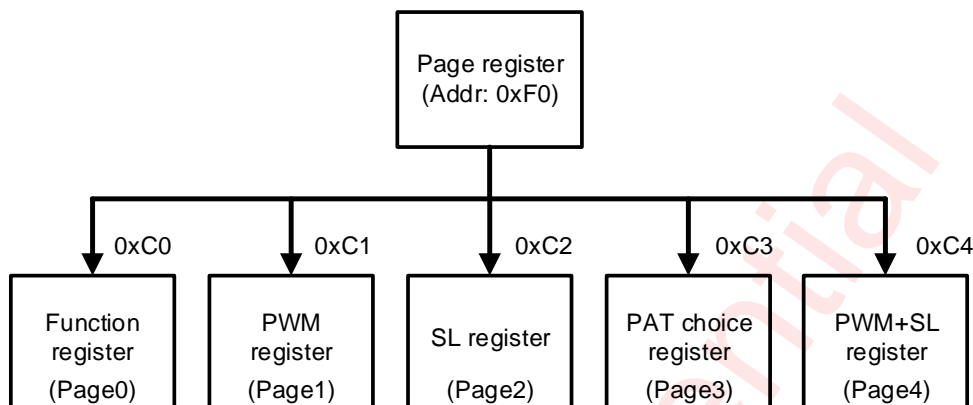 Page register
(Addr: 0xF0)
0xC0
0xC1
0xC2
0xC3
0xC4
Function
register
(Page0)
PWM
register
(Page1)
SL register
(Page2)
PAT choice
register
(Page3)
PWM+SL
register
(Page4)
ential